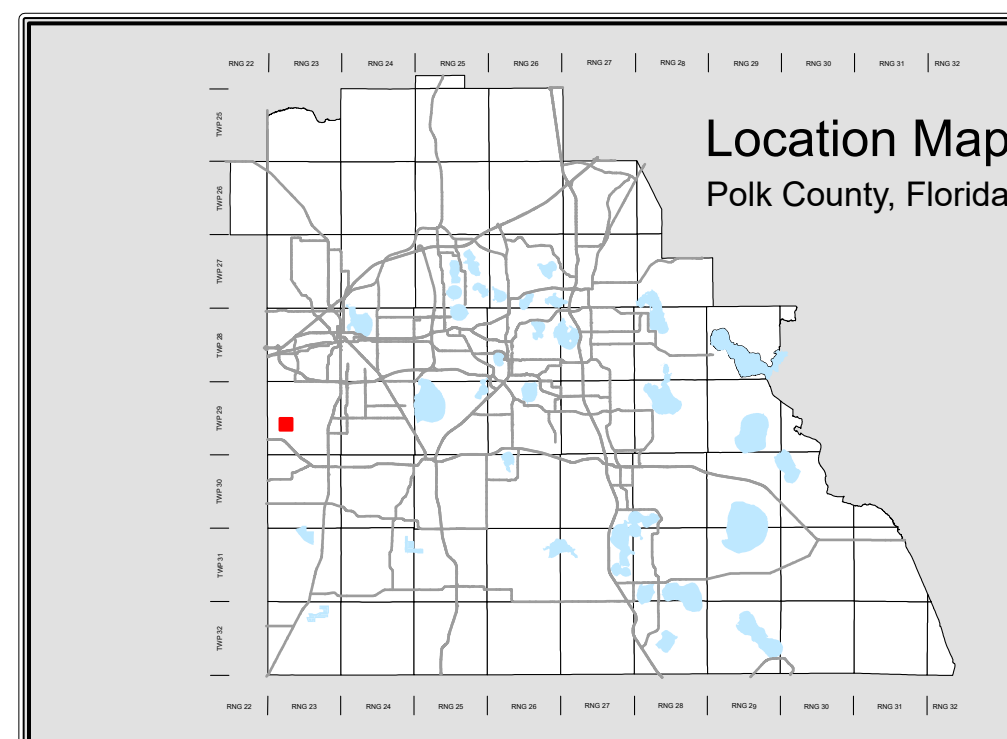 RNG 22 RNG 23 RNG 24 RNG 25 RNG 26 RNG 27 RNG 28 RNG 29 RNG 30 RNG 31 RNG 32
Location Map
Polk County, Florida
TWP 25
TWP 26
TWP 27
TWP 28
TWP 29
TWP 30
TWP 31
TWP 32
RNG 22 RNG 23 RNG 24 RNG 25 RNG 26 RNG 27 RNG 28 RNG 29 RNG 30 RNG 31 RNG 32